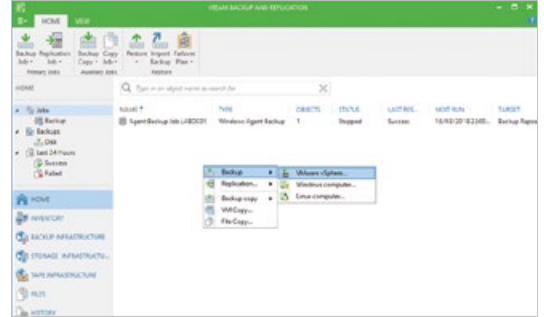 VEEAM BACKUP AND REPLICATION
HOME VIEW
Backup Job Replication Job Backup Copy Copy Job Restore Import Backup Failover Plan
Primary Jobs Auxiliary Jobs Restore
HOME
Type in an object name to search for
NAME TYPE OBJECTS STATUS LAST RES... NEXT RUN TARGET
Jobs
Backup
Backups
Disk
Last 24 Hours
Success
Failed
Agent Backup Job Windows Agent Backup 1 Stopped Success Backup Repos
Backup
Replication...
Backup copy
VM Copy...
File Copy...
VMware vSphere...
Windows computer...
Linux computer...
HOME
INVENTORY
BACKUP INFRASTRUCTURE
STORAGE INFRASTRUCTU...
TAPE INFRASTRUCTURE
FILES
HISTORY